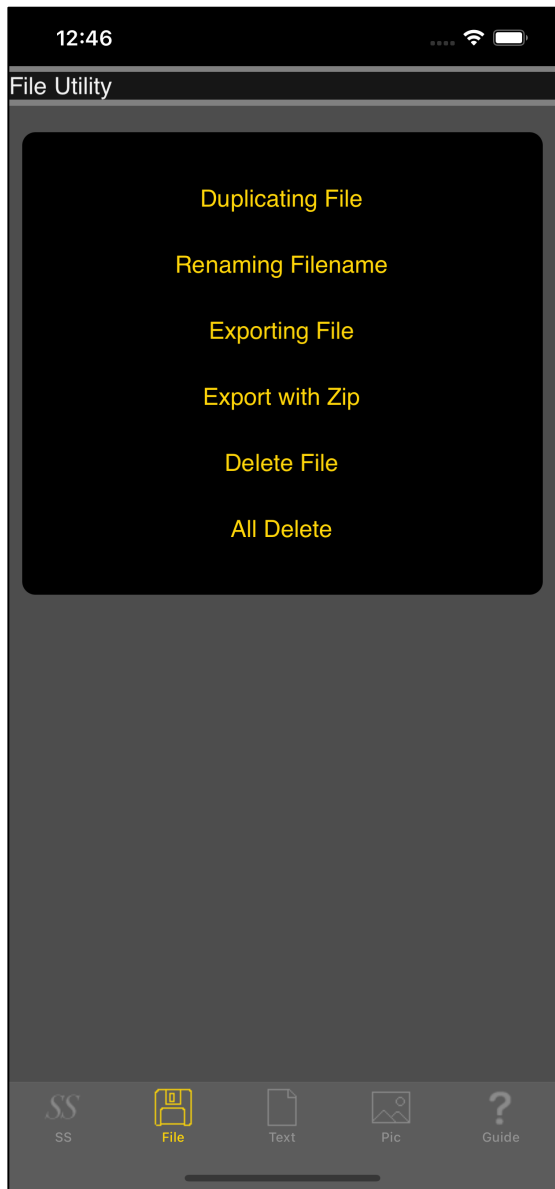 12:46
File Utility
Duplicating File
Renaming Filename
Exporting File
Export with Zip
Delete File
All Delete
SS
SS File Text Pic Guide